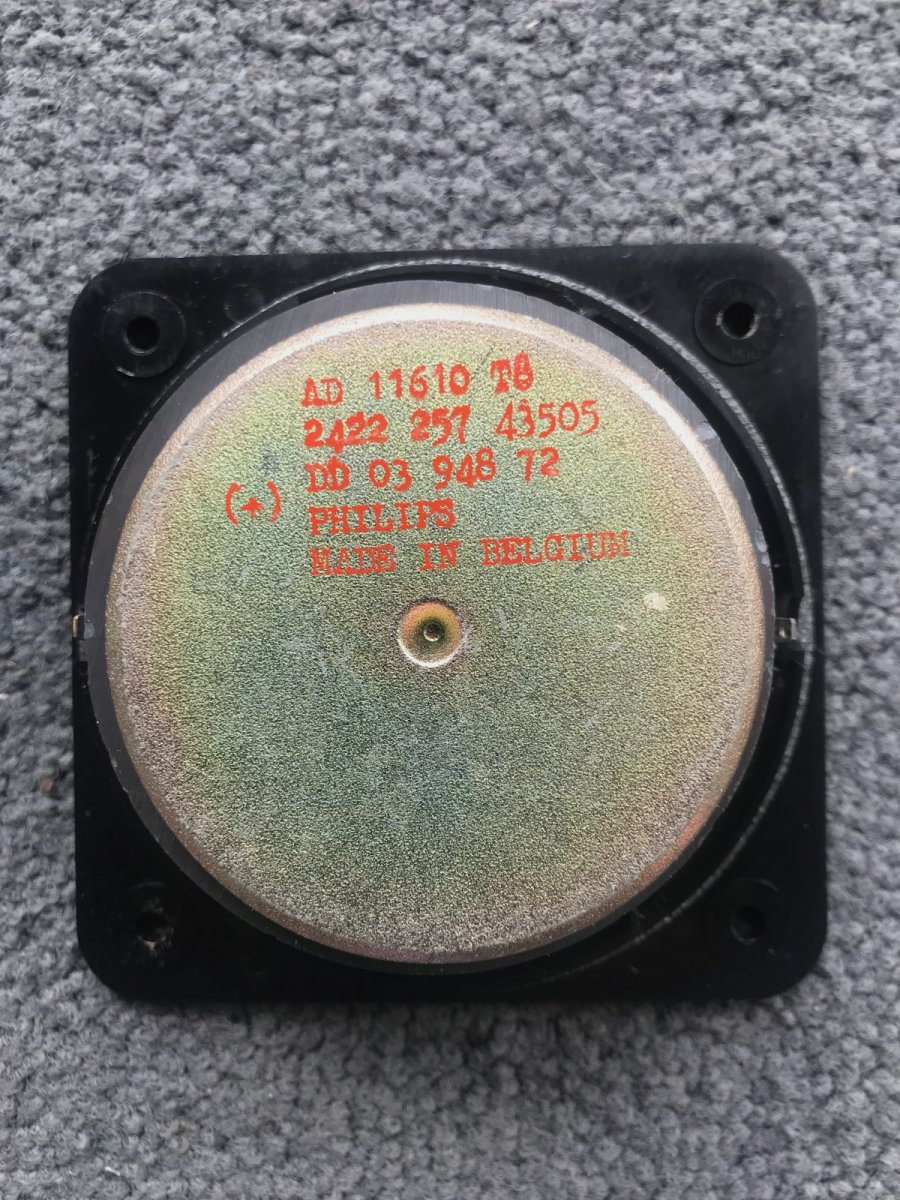 AD 11610 T8
2422 257 43505
DD 03 948 72
(+) PHILIPS
MADE IN BELGIUM